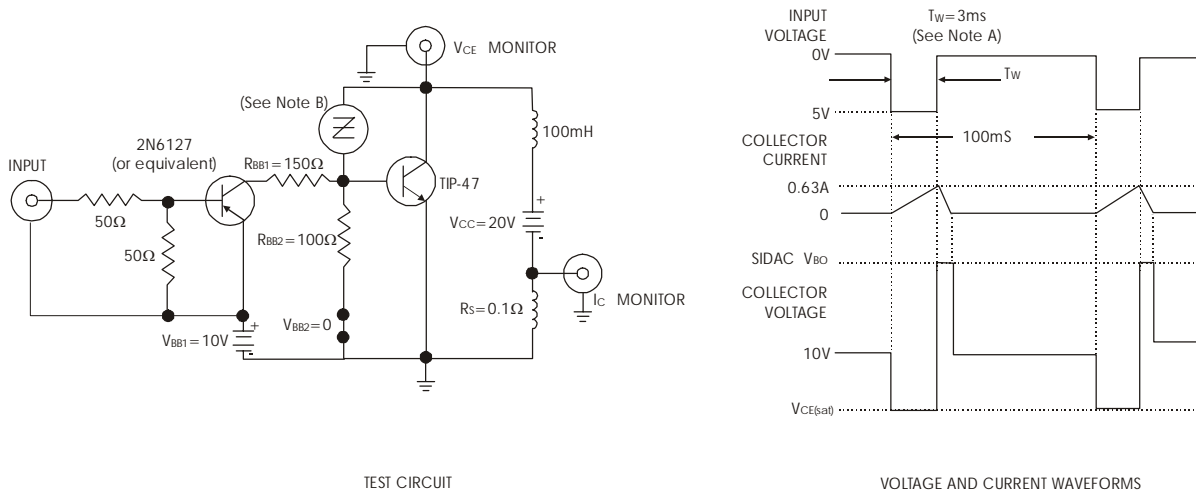 VCE MONITOR
(See Note B)
100mH
2N6127
(or equivalent)
INPUT
RBB1=150Ω
TIP-47
50Ω
VCC=20V
+
-
RBB2=100Ω
50Ω
IC MONITOR
RS=0.1Ω
VBB1=10V
+
-
VBB2=0
TEST CIRCUIT
INPUT
VOLTAGE
TW=3ms
(See Note A)
0V
TW
5V
100mS
COLLECTOR
CURRENT
0.63A
0
SIDAC VBO
COLLECTOR
VOLTAGE
10V
VCE(sat)
VOLTAGE AND CURRENT WAVEFORMS